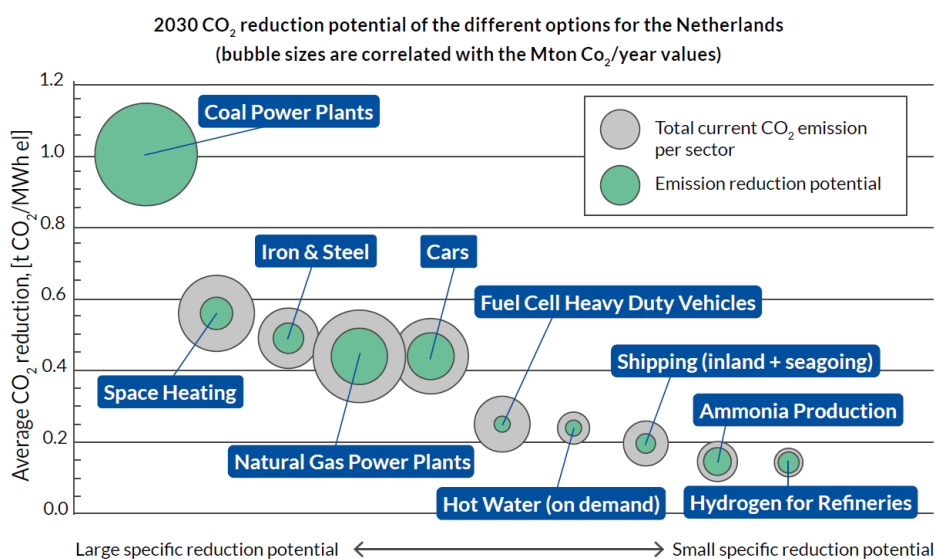 2030 CO₂ reduction potential of the different options for the Netherlands
(bubble sizes are correlated with the Mton Co₂/year values)
Average CO₂ reduction, [t CO₂/MWh el]
1.2
1.0
0.8
0.6
0.4
0.2
0.0
Total current CO₂ emission
per sector
Emission reduction potential
Coal Power Plants
Iron & Steel
Cars
Fuel Cell Heavy Duty Vehicles
Shipping (inland + seagoing)
Space Heating
Ammonia Production
Natural Gas Power Plants
Hot Water (on demand)
Hydrogen for Refineries
Large specific reduction potential
Small specific reduction potential